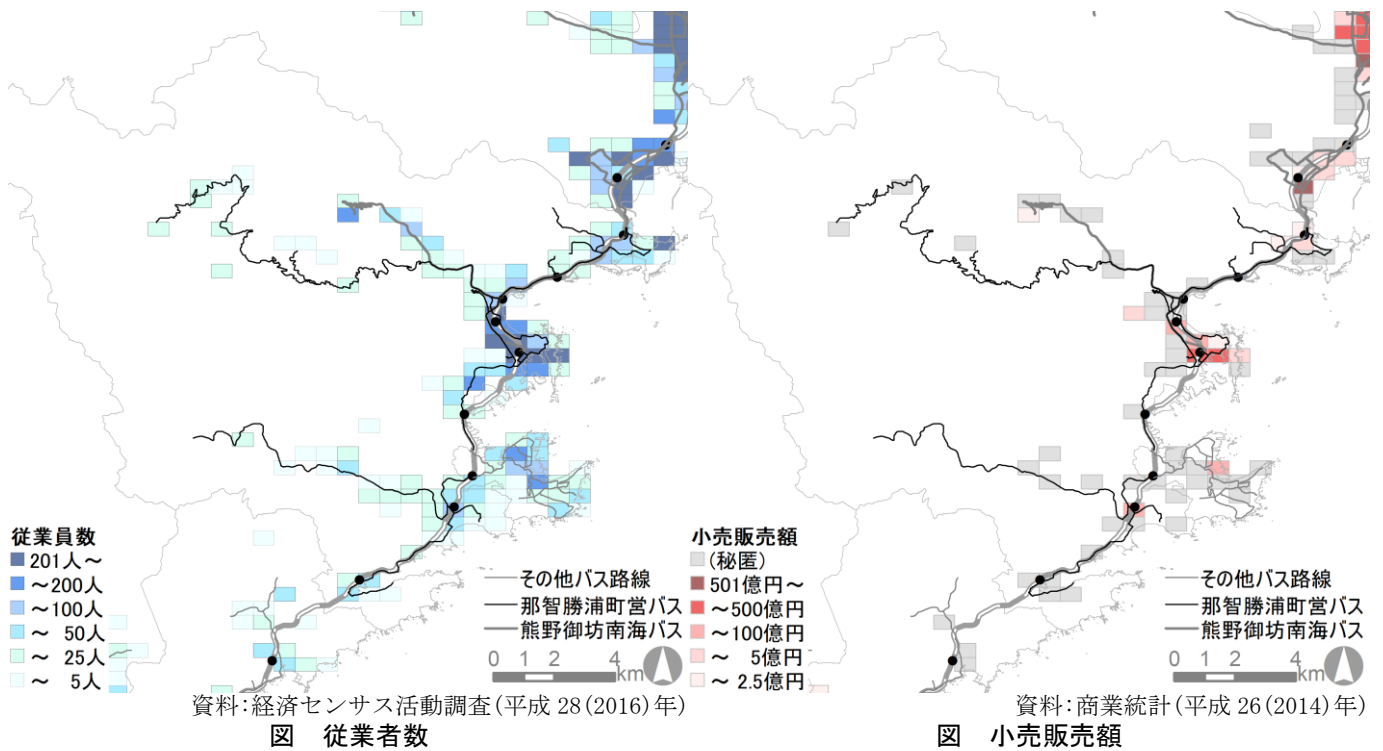 従業員数
201人～
～200人
～100人
～ 50人
～ 25人
～ 5人
その他バス路線
那智勝浦町営バス
熊野御坊南海バス
0 2 4
km
資料:経済センサス活動調査(平成 28(2016)年)
図 従業者数
小売販売額
(秘匿)
501億円～
～500億円
～100億円
～ 5億円
～ 2.5億円
その他バス路線
那智勝浦町営バス
熊野御坊南海バス
0 2 4
km
資料:商業統計(平成 26(2014)年)
図 小売販売額